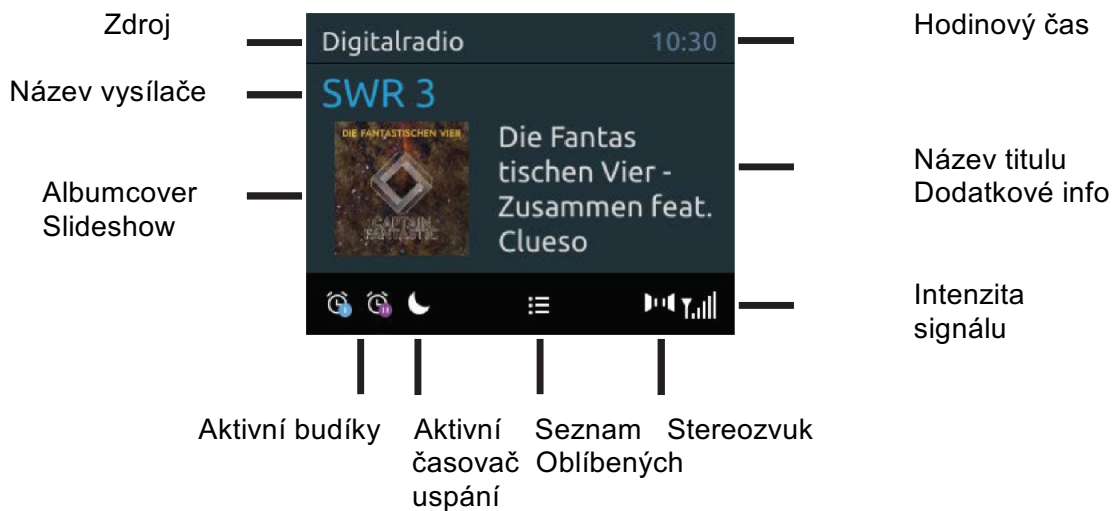 Zdroj
Digitalradio 10:30
Hodinový čas
Název vysílače
SWR 3
DIE FANTASTISCHEN VIER
CAPTAIN
FANTASTIC
Die Fantas
tischen Vier -
Zusammen feat.
Clueso
Albumcover
Slideshow
Název titulu
Dodatkové info
Intenzita
signálu
Aktivní budíky
Aktivní
časovač
uspání
Seznam
Oblíbených
Stereozvuk